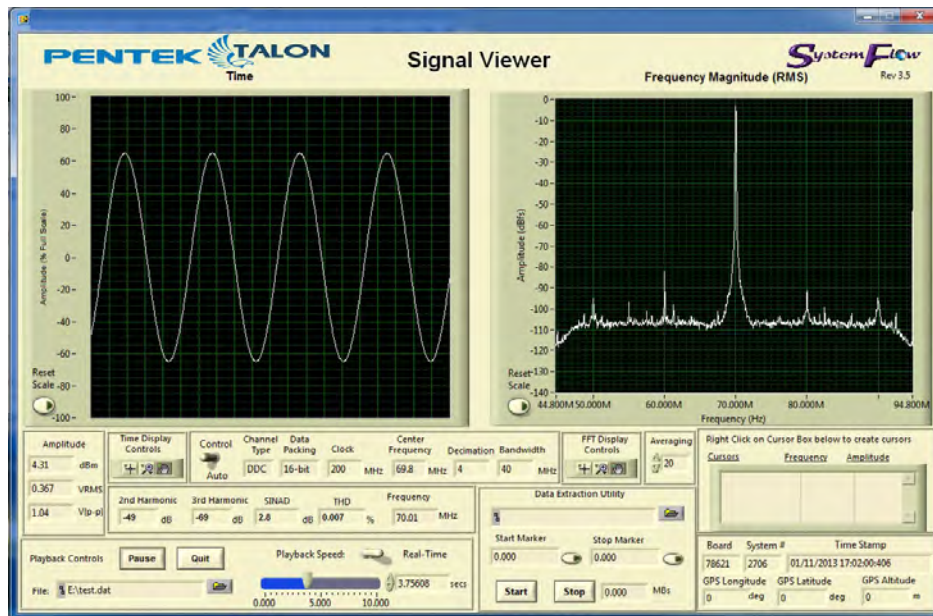 PENTEK TALON
Signal Viewer
SystemFlow
Rev 3.5
Time
Frequency Magnitude (RMS)
Amplitude (% Full Scale)
100
80
60
40
20
0
-20
-40
-60
-80
-100
Reset Scale
Amplitude (dBfs)
0
-10
-20
-30
-40
-50
-60
-70
-80
-90
-100
-110
-120
-130
-140
Reset Scale
44.800M 50.000M 60.000M 70.000M 80.000M 94.800M
Frequency (Hz)
Amplitude
4.31 dBm
0.367 VRMS
1.04 V(p-p)
Time Display Controls
Control
Auto
Channel Type
DDC
Data Packing
16-bit
Clock
200 MHz
Center Frequency
69.8 MHz
Decimation
4
Bandwidth
40 MHz
FFT Display Controls
Averaging
20
Right Click on Cursor Box below to create cursors
Cursors Frequency Amplitude
2nd Harmonic
-49 dB
3rd Harmonic
-69 dB
SINAD
2.8 dB
THD
0.007 %
Frequency
70.01 MHz
Data Extraction Utility
Start Marker
0.000
Stop Marker
0.000
Start
Stop
0.000 MBs
Playback Controls
Pause
Quit
Playback Speed:
Real-Time
3.75608 secs
0.000 5.000 10.000
File: E:\test.dat
Board System # Time Stamp
78621 2706 01/11/2013 17:02:00:406
GPS Longitude GPS Latitude GPS Altitude
0 deg 0 deg 0 m